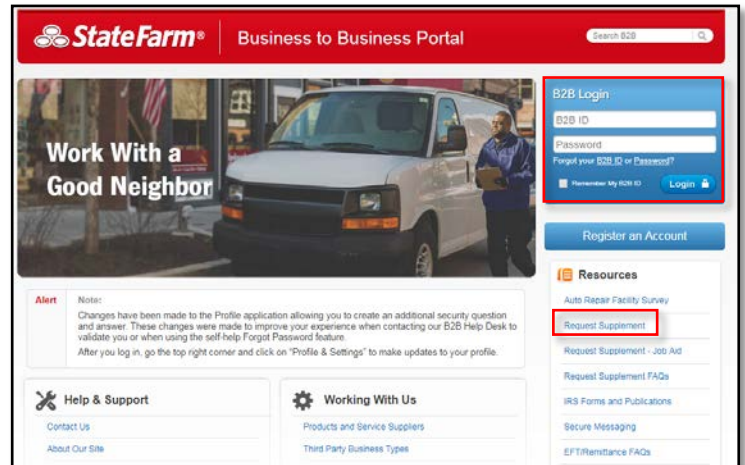 StateFarm®
Business to Business Portal
Search B2B
Work With a
Good Neighbor
B2B Login
B2B ID
Password
Forgot your B2B ID or Password?
Remember My B2B ID
Login
Register an Account
Alert
Note:
Changes have been made to the Profile application allowing you to create an additional security question
and answer. These changes were made to improve your experience when contacting our B2B Help Desk to
validate you or when using the self-help Forgot
Password feature.
After you log in, go the top right corner and click on "Profile & Settings" to make updates to your profile.
Resources
Auto Repair Facility Survey
Request Supplement
Request Supplement - Job Aid
Request Supplement FAQs
IRS Forms and Publications
Secure Messaging
EFT/Remittance FAQs
Help & Support
Contact Us
About Our Site
Working With Us
Products and Service Suppliers
Third Party Business Types